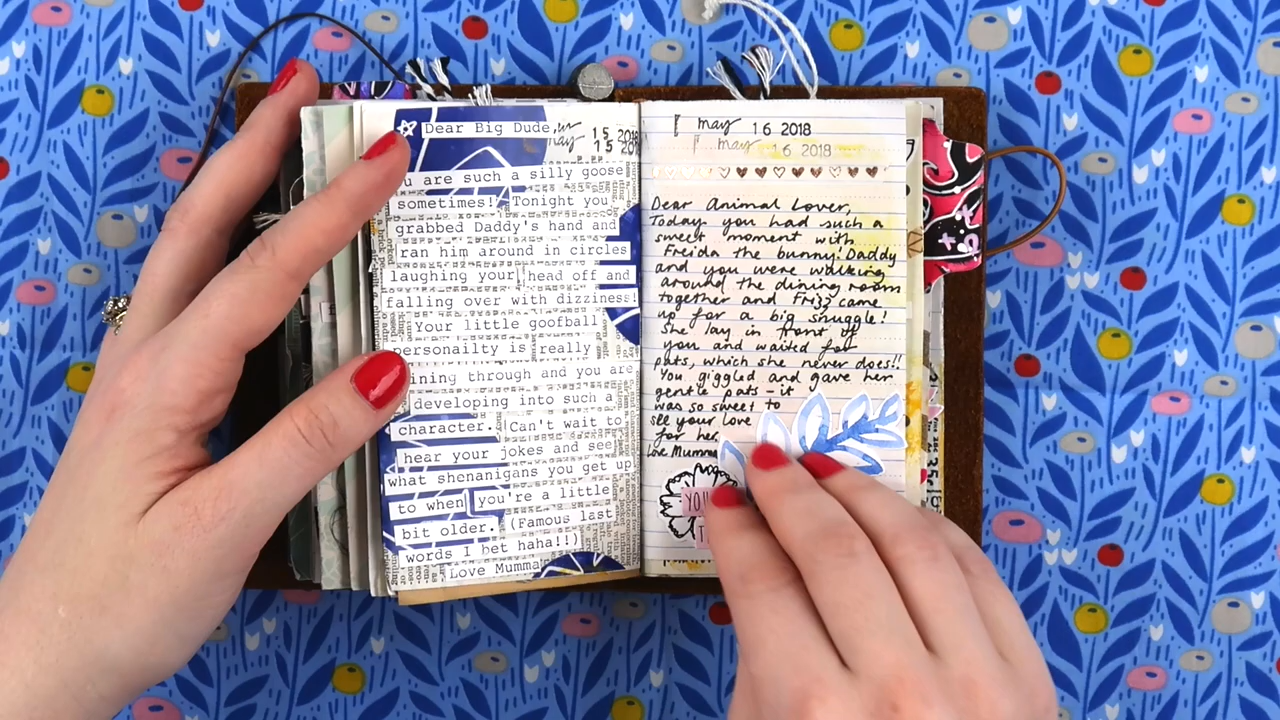 Dear Big Dude,
15 2018
may 15 2018
u are such a silly goose
sometimes! Tonight you
grabbed Daddy's hand and
ran him around in circles
laughing your head off and
falling over with dizziness!
Your little goofball
personailty is really
ining through and you are
developing into such a
character. Can't wait to
hear your jokes and see
what shenanigans you get up
to when you're a little
bit older. (Famous last
words I bet haha!!)
Love Mumma
may 16 2018
may 16 2018
Dear Animal Lover,
Today you had such a
sweet moment with
Freida the bunny. Daddy
and you were walking
around the dining room
together and Frizz came
up for a big snuggle!
She lay in front of
you and waited for
pats, which she never does!!
You giggled and gave her
gentle pats - it
was so sweet to
see your love
for her
Love Mumma
YOU